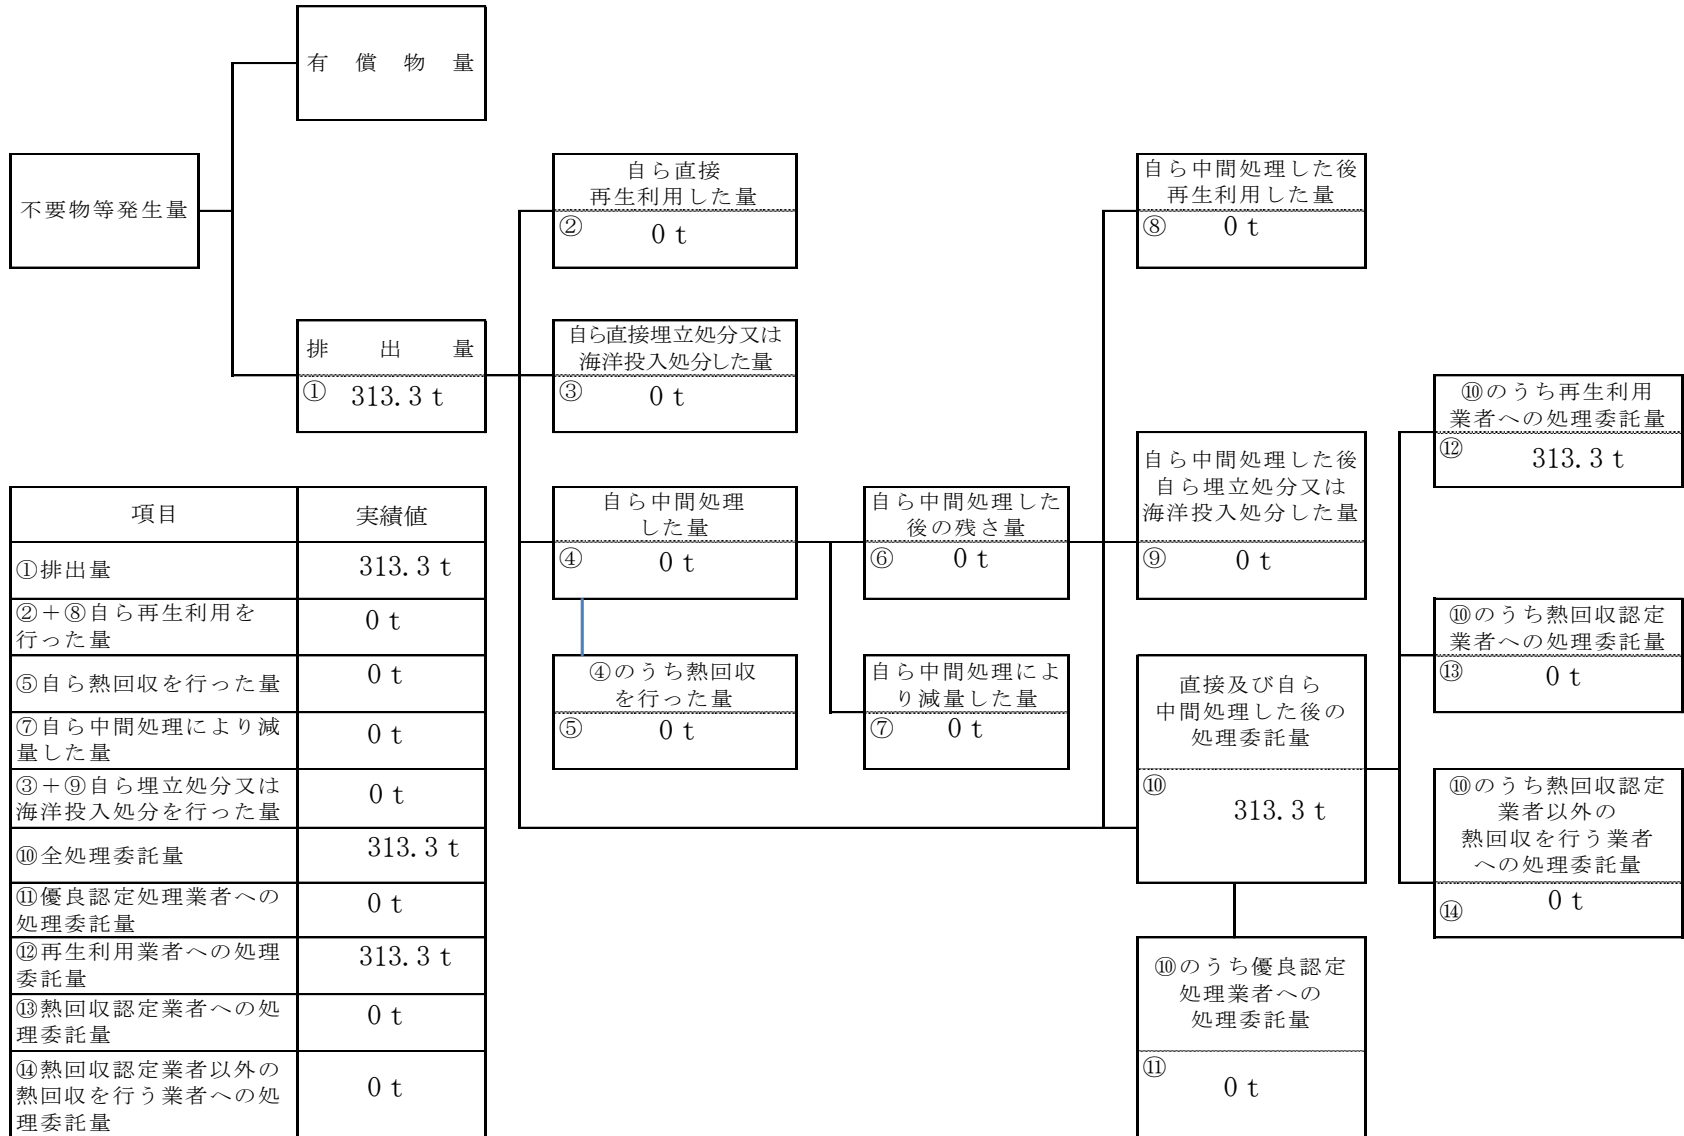 有償物量
不要物等発生量
排出量
① 313.3 t
自ら直接
再生利用した量
② 0 t
自ら直接埋立処分又は
海洋投入処分した量
③ 0 t
自ら中間処理
した量
④ 0 t
④のうち熱回収
を行った量
⑤ 0 t
自ら中間処理した
後の残さ量
⑥ 0 t
自ら中間処理によ
り減量した量
⑦ 0 t
自ら中間処理した後
再生利用した量
⑧ 0 t
自ら中間処理した後
自ら埋立処分又は
海洋投入処分した量
⑨ 0 t
直接及び自ら
中間処理した後の
処理委託量
⑩ 313.3 t
⑩のうち優良認定
処理業者への
処理委託量
⑪ 0 t
⑩のうち再生利用
業者への処理委託量
⑫ 313.3 t
⑩のうち熱回収認定
業者への処理委託量
⑬ 0 t
⑩のうち熱回収認定
業者以外の
熱回収を行う業者
への処理委託量
⑭ 0 t
項目 実績値
①排出量 313.3 t
②+⑧自ら再生利用を
行った量 0 t
⑤自ら熱回収を行った量 0 t
⑦自ら中間処理により減
量した量 0 t
③+⑨自ら埋立処分又は
海洋投入処分を行った量 0 t
⑩全処理委託量 313.3 t
⑪優良認定処理業者への
処理委託量 0 t
⑫再生利用業者への処理
委託量 313.3 t
⑬熱回収認定業者への処
理委託量 0 t
⑭熱回収認定業者以外の
熱回収を行う業者への処
理委託量 0 t